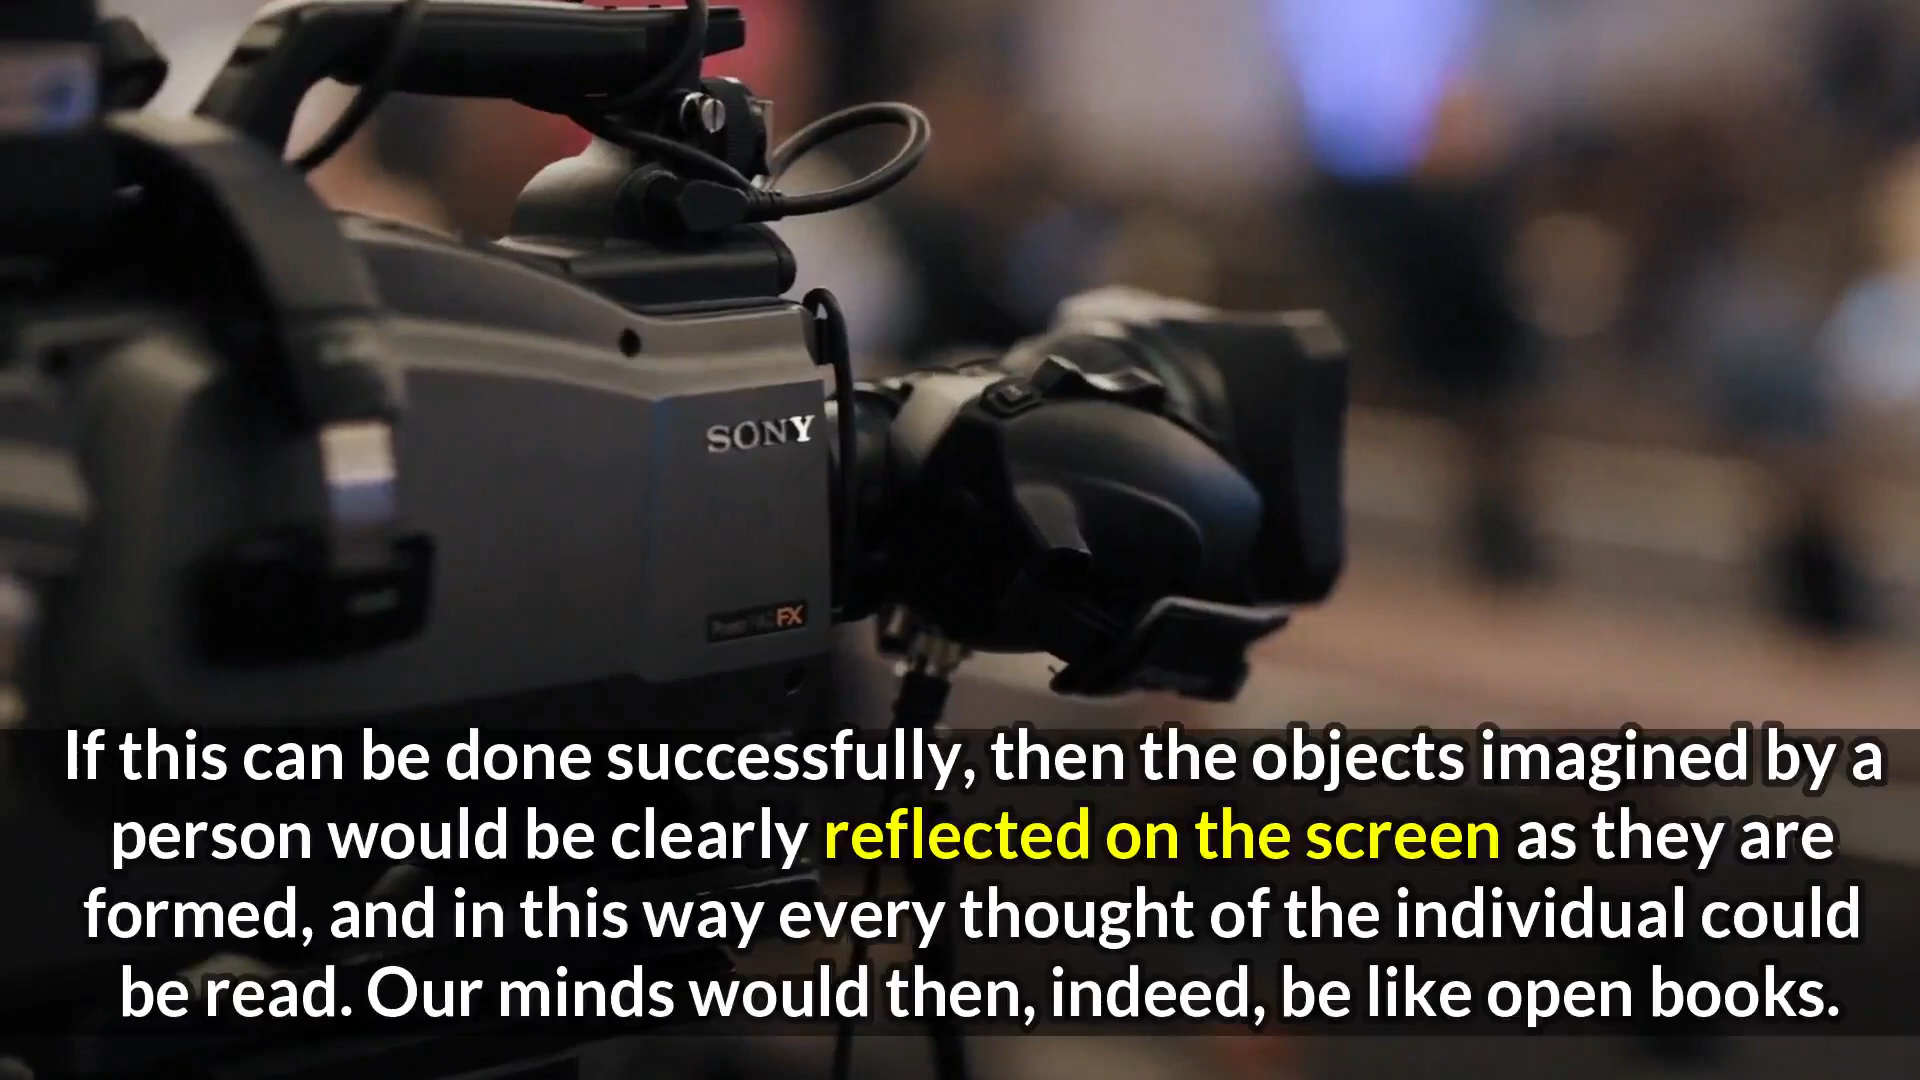 SONY
Power HAD FX
If this can be done successfully, then the objects imagined by a
person would be clearly reflected on the screen as they are
formed, and in this way every thought of the individual could
be read. Our minds would then, indeed, be like open books.